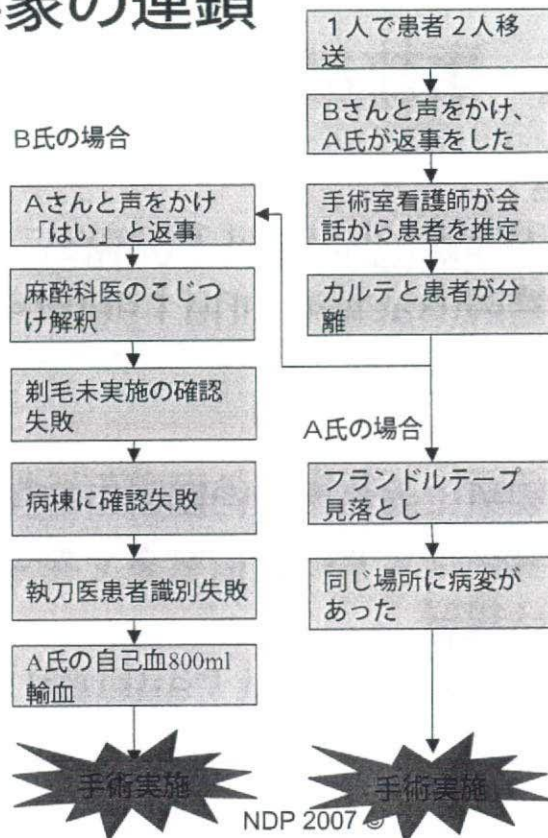 象の連鎖
1人で患者2人移
送
Bさんと声をかけ、
A氏が返事をした
手術室看護師が会
話から患者を推定
カルテと患者が分
離
B氏の場合
Aさんと声をかけ
「はい」と返事
麻酔科医のこじつ
け解釈
剃毛未実施の確認
失敗
病棟に確認失敗
執刀医患者識別失敗
A氏の自己血800ml
輸血
手術実施
A氏の場合
フランドルテープ
見落とし
同じ場所に病変が
あった
手術実施
NDP 2007 ©